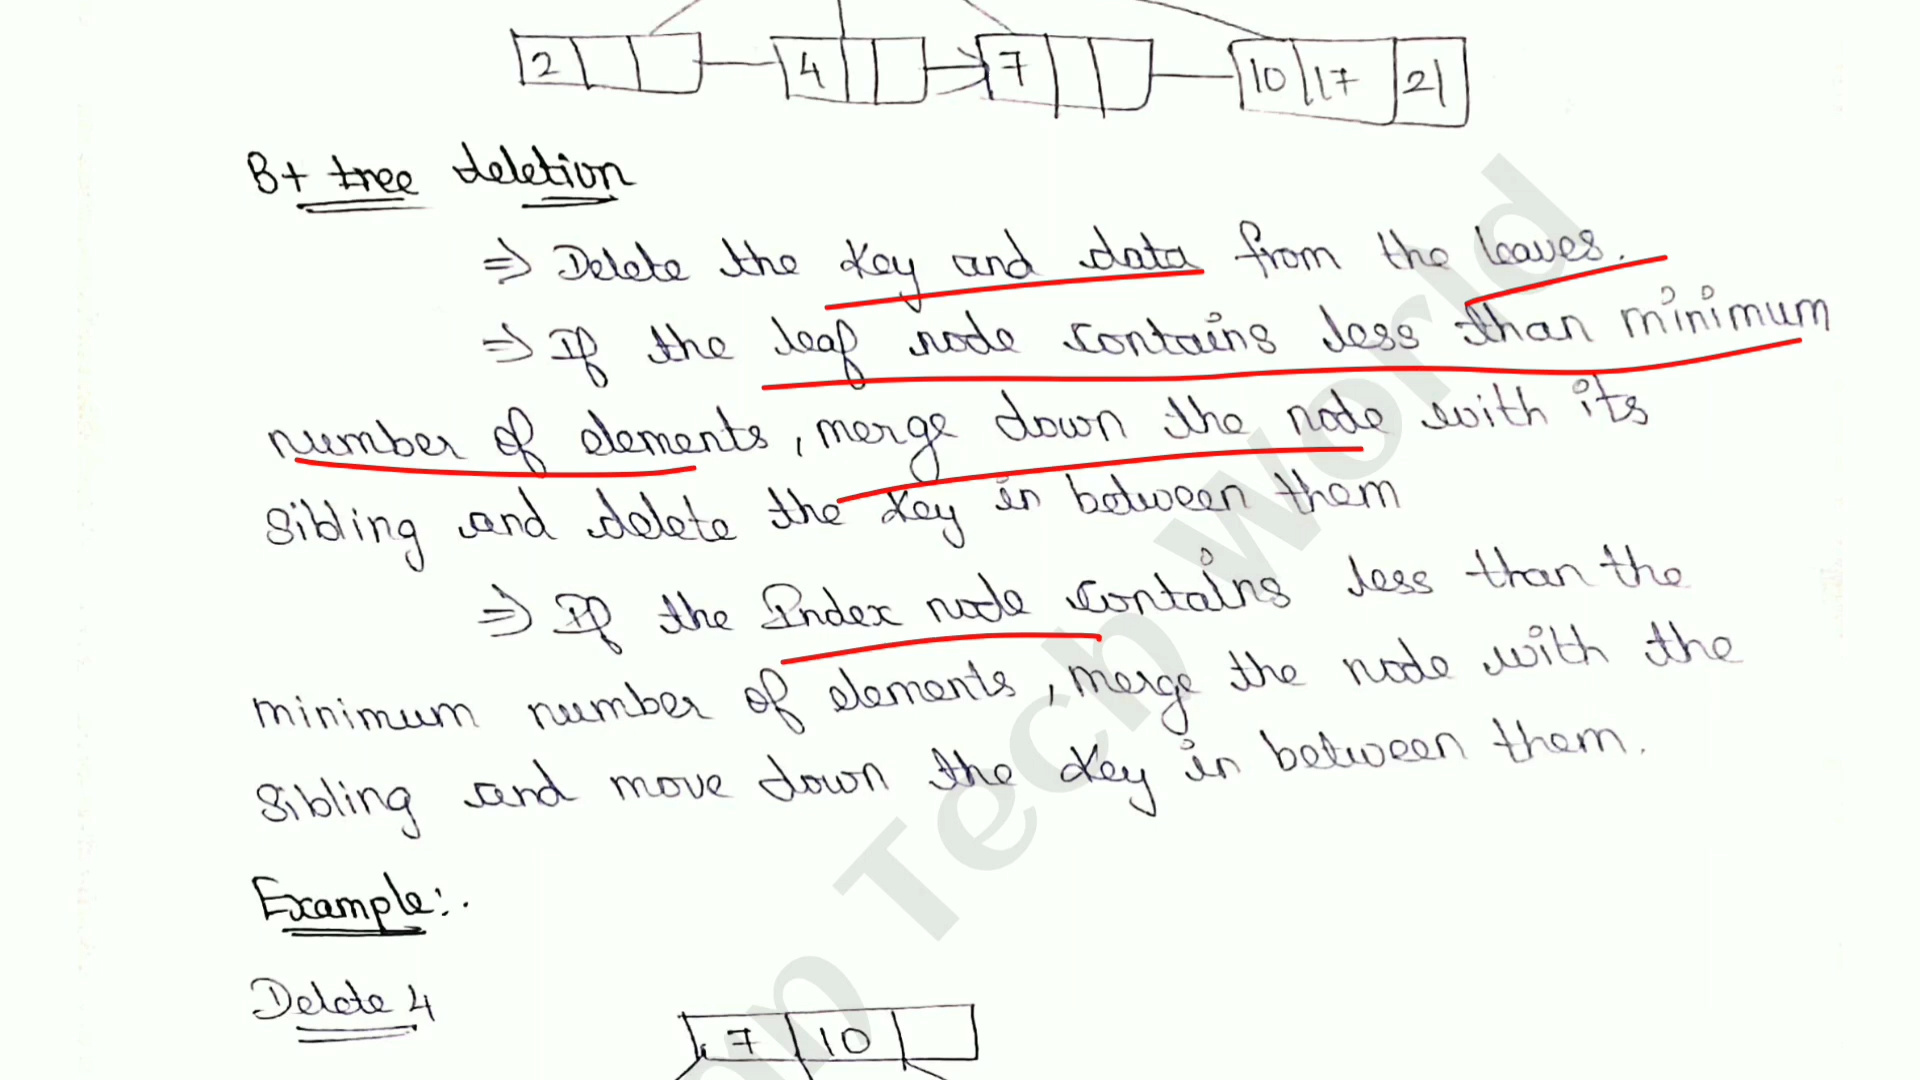 2 4 7 10 17 21
B+ tree deletion
⇒ Delete the key and data from the leaves.
⇒ If the leaf node contains less than minimum
number of elements, merge down the node with its
sibling and delete the key in between them
⇒ If the Index node contains less than the
minimum number of elements, merge the node with the
sibling and move down the key in between them.
Example:.
Delete 4
7 10
Tech World